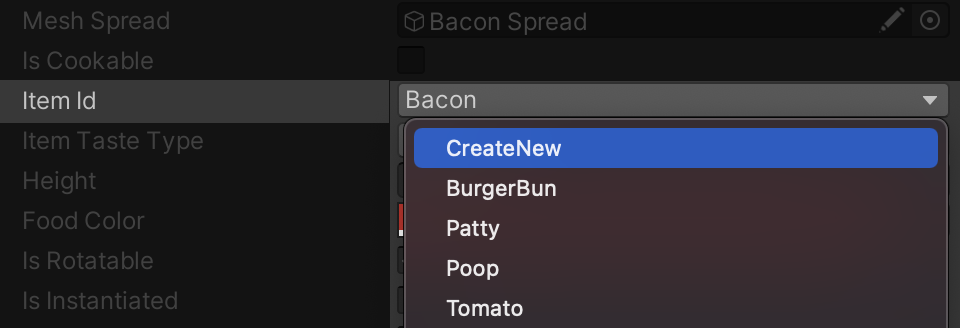 Mesh Spread
Bacon Spread
Is Cookable
Item Id
Bacon
Item Taste Type
CreateNew
Height
BurgerBun
Food Color
Patty
Is Rotatable
Poop
Is Instantiated
Tomato